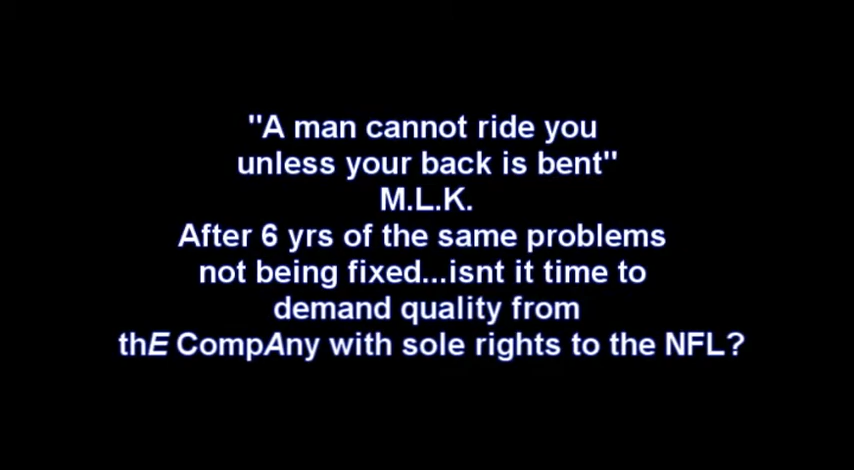 "A man cannot ride you
unless your back is bent"
M.L.K.
After 6 yrs of the same problems
not being fixed...isnt it time to
demand quality from
thE CompAny with sole rights to the NFL?